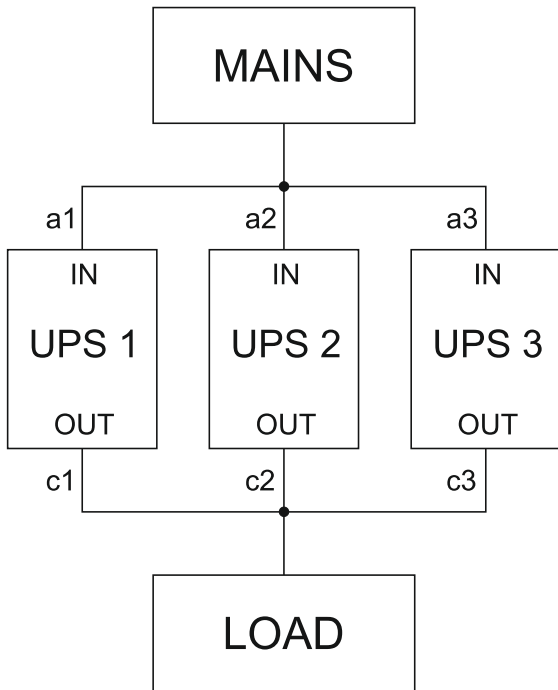 MAINS
a1 a2 a3
IN IN IN
UPS 1 UPS 2 UPS 3
OUT OUT OUT
c1 c2 c3
LOAD